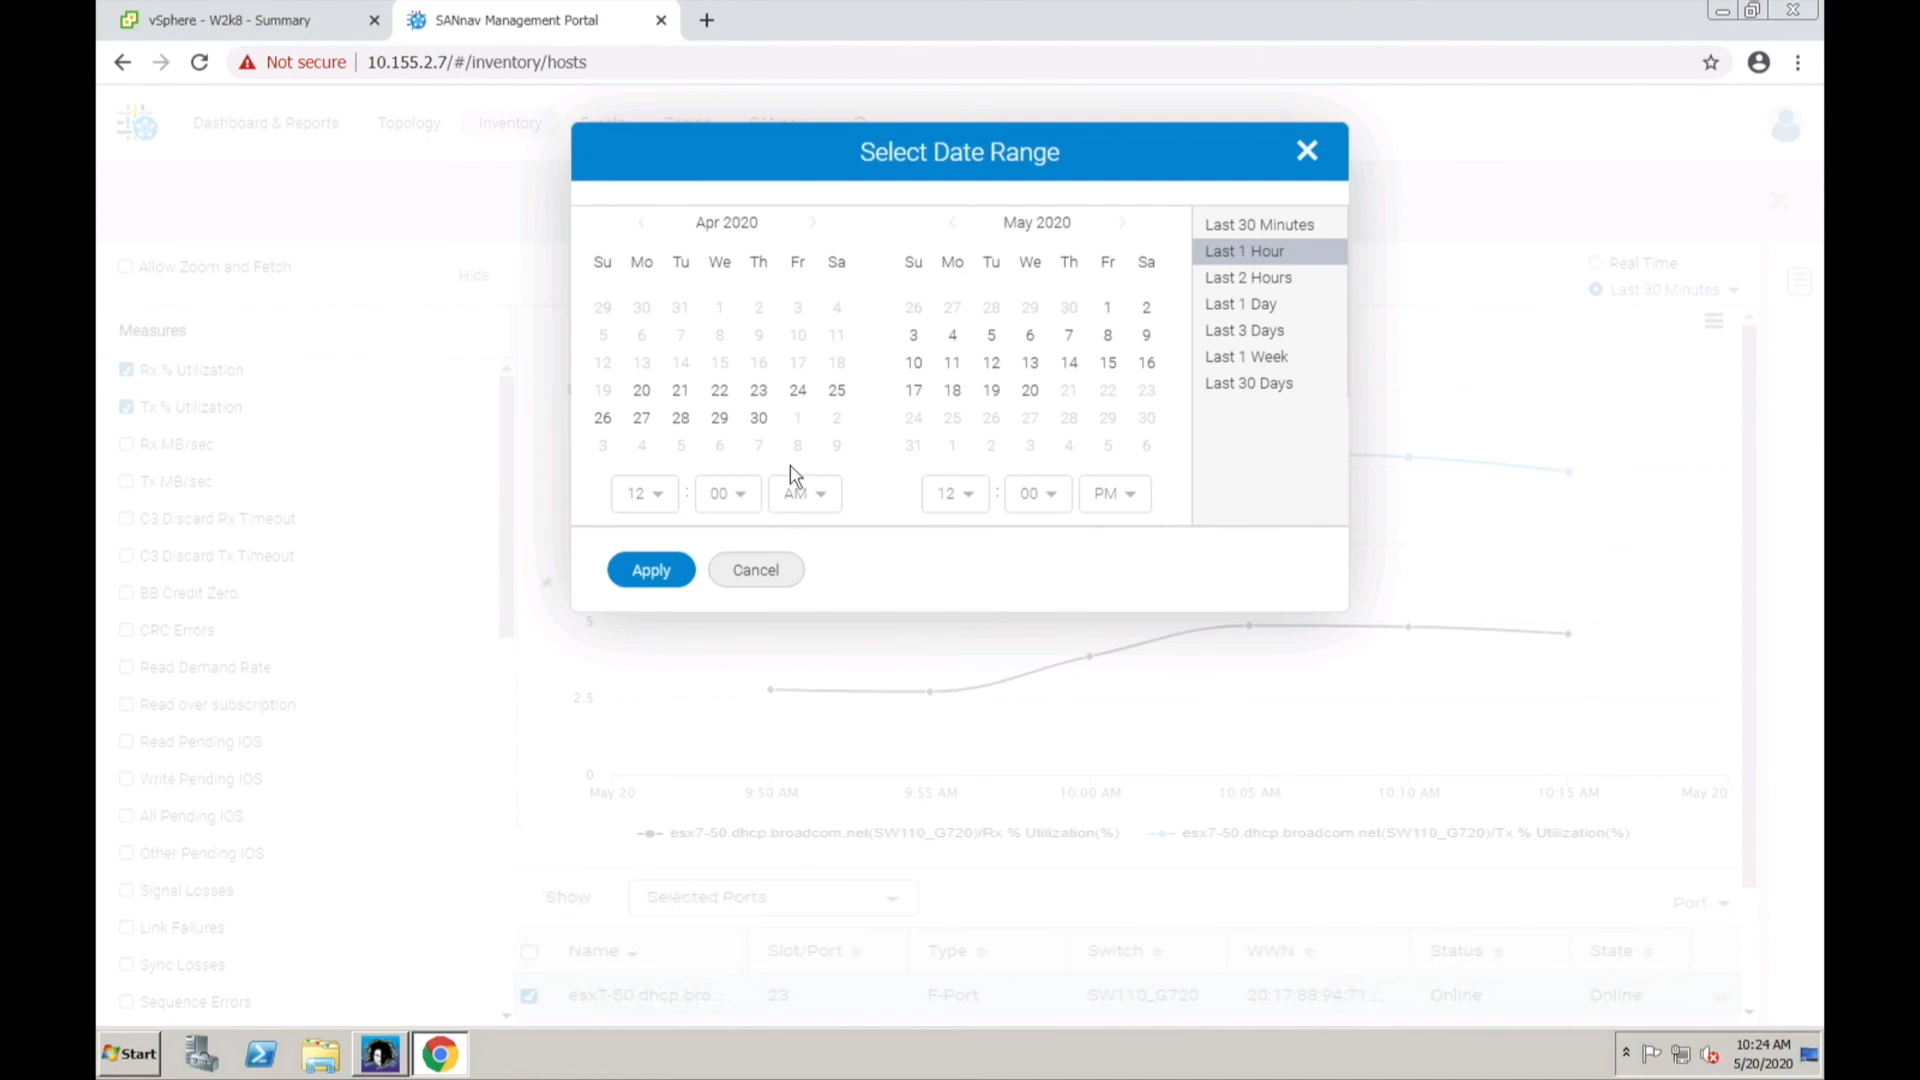 vSphere - W2k8 - Summary
SANnav Management Portal
Not secure
10.155.2.7/#/inventory/hosts
Dashboard & Reports
Topology
Inventory
Select Date Range
Apr 2020
May 2020
Su Mo Tu We Th Fr Sa
29 30 31 1 2 3 4
5 6 7 8 9 10 11
12 13 14 15 16 17 18
19 20 21 22 23 24 25
26 27 28 29 30 1 2
3 4 5 6 7 8 9
12 : 00 AM
Su Mo Tu We Th Fr Sa
26 27 28 29 30 1 2
3 4 5 6 7 8 9
10 11 12 13 14 15 16
17 18 19 20 21 22 23
24 25 26 27 28 29 30
31 1 2 3 4 5 6
12 : 00 PM
Last 30 Minutes
Last 1 Hour
Last 2 Hours
Last 1 Day
Last 3 Days
Last 1 Week
Last 30 Days
Apply
Cancel
Allow Zoom and Fetch
Hide
Real Time
Last 30 Minutes
Measures
Rx % Utilization
Tx % Utilization
Rx MB/sec
Tx MB/sec
C3 Discard Rx Timeout
C3 Discard Tx Timeout
BB Credit Zero
CRC Errors
Read Demand Rate
Read over subscription
Read Pending IOS
Write Pending IOS
All Pending IOS
Other Pending IOS
Signal Losses
Link Failures
Sync Losses
Sequence Errors
5
2.5
0
May 20 9:50 AM 9:55 AM 10:00 AM 10:05 AM 10:10 AM 10:15 AM May 20
esx7-50.dhcp.broadcom.net(SW110_G720)/Rx % Utilization(%)
esx7-50.dhcp.broadcom.net(SW110_G720)/Tx % Utilization(%)
Show
Selected Ports
Port
Name Slot/Port Type Switch WWN Status State
esx7-50.dhcp.bro... 23 F-Port SW110_G720 20:17:88:94:71:... Online Online
Start
10:24 AM
5/20/2020